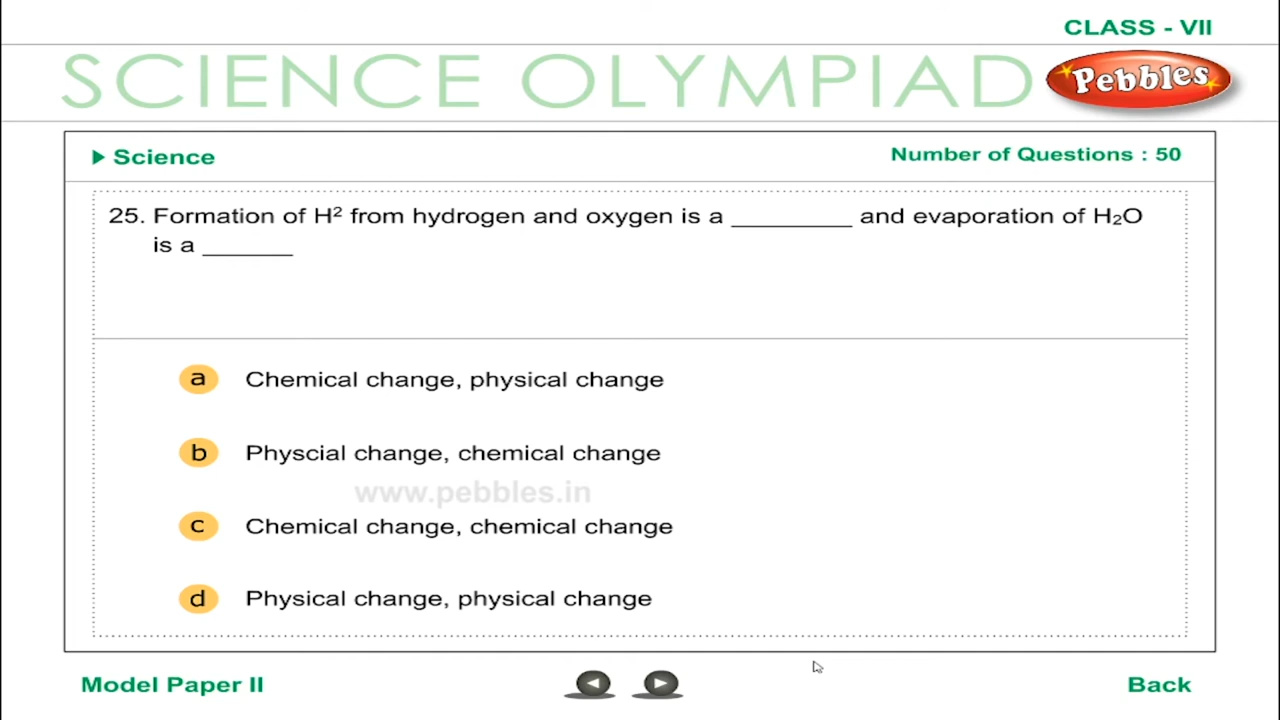 CLASS - VII
SCIENCE OLYMPIAD
Pebbles
Science
Number of Questions : 50
25. Formation of H² from hydrogen and oxygen is a ________ and evaporation of H₂O
is a ______
a Chemical change, physical change
b Physcial change, chemical change
www.pebbles.in
c Chemical change, chemical change
d Physical change, physical change
Model Paper II
Back